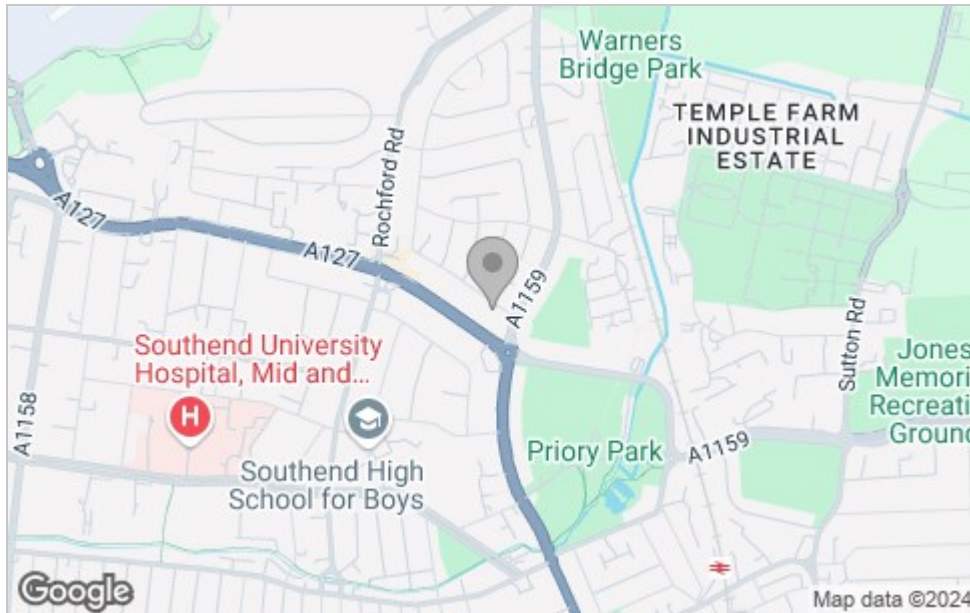 Warners
Bridge Park
TEMPLE FARM
INDUSTRIAL
ESTATE
Rochford Rd
A127
A127
A1159
Sutton Rd
Southend University
Hospital, Mid and...
H
Jones
Memori
Recreati
Ground
A1158
Priory Park
A1159
Southend High
School for Boys
Google
Map data ©2024